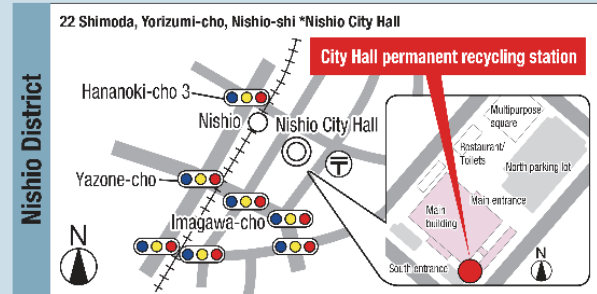 22 Shimoda, Yorizumi-cho, Nishio-shi *Nishio City Hall
Nishio District
City Hall permanent recycling station
Hananoki-cho 3
Nishio
Nishio City Hall
〒
Yazone-cho
Imagawa-cho
N
Multipurpose
square
Restaurant/
Toilets
North parking lot
Main entrance
Main
building
South entrance
N